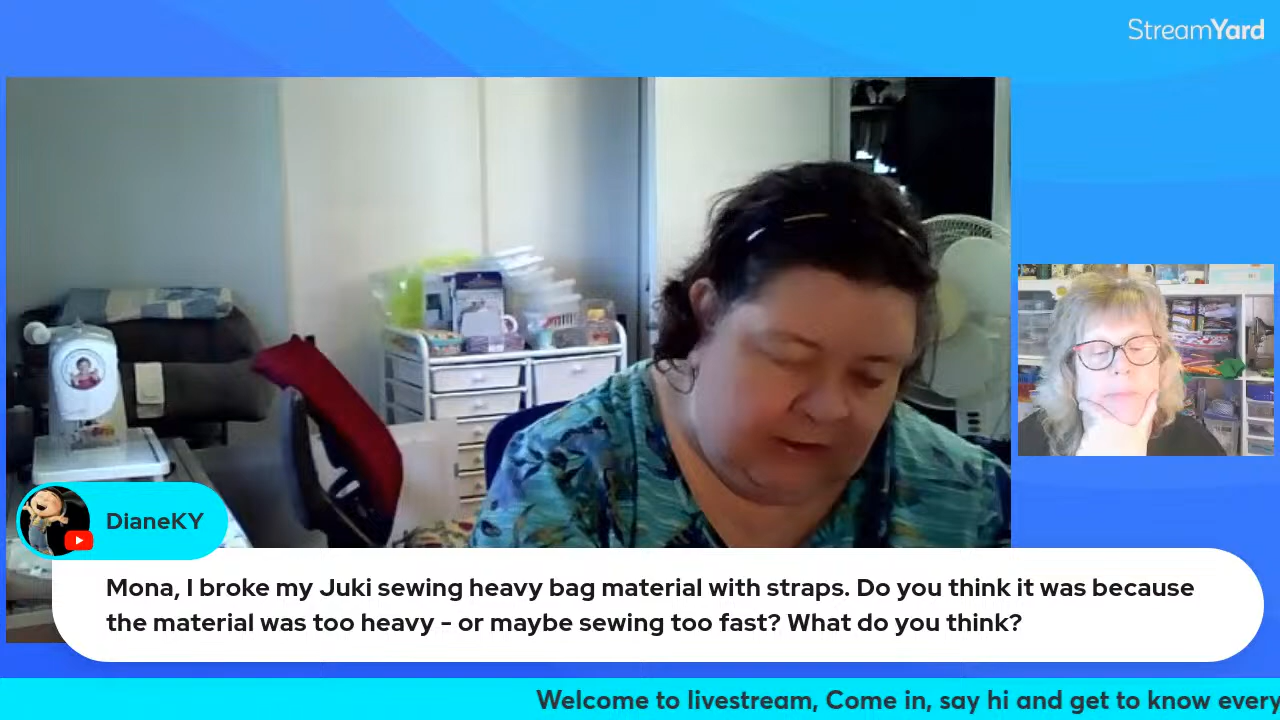 StreamYard
DianeKY
Mona, I broke my Juki sewing heavy bag material with straps. Do you think it was because
the material was too heavy - or maybe sewing too fast? What do you think?
Welcome to livestream, Come in, say hi and get to know every